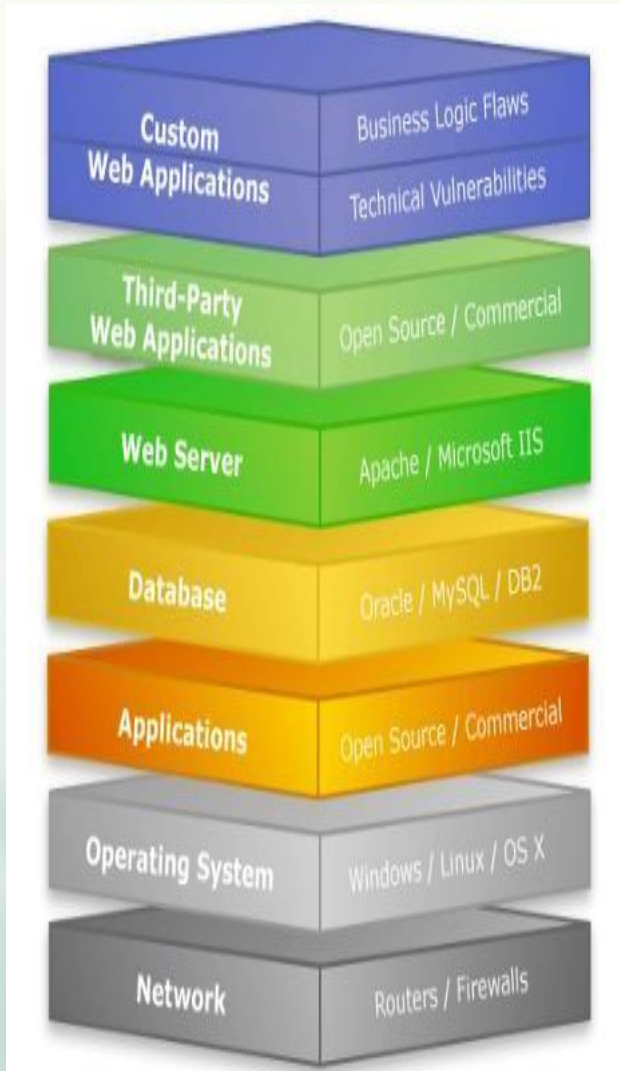 Custom
Web Applications
Business Logic Flaws
Technical Vulnerabilities
Third-Party
Web Applications
Open Source / Commercial
Web Server
Apache / Microsoft IIS
Database
Oracle / MySQL / DB2
Applications
Open Source / Commercial
Operating System
Windows / Linux / OS X
Network
Routers / Firewalls